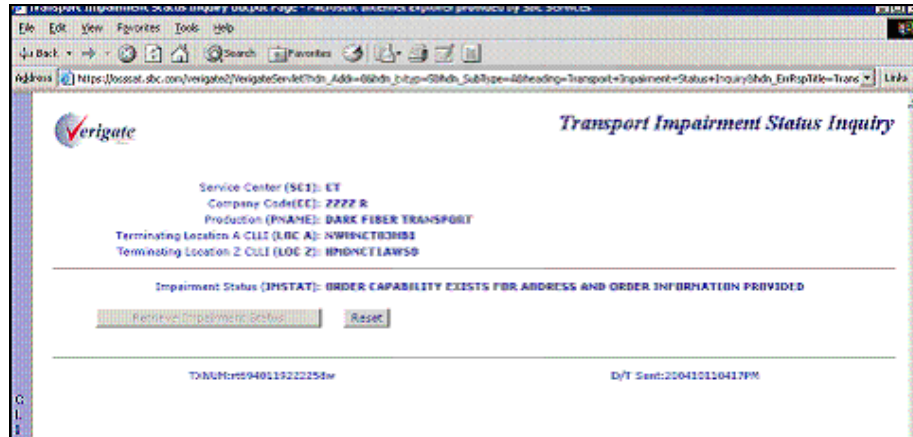 Transport Impairment Status Inquiry Output Page - Microsoft Internet Explorer provided by SBC Services
File Edit View Favorites Tools Help
Back Search Favorites
Address Links
Verigate
Transport Impairment Status Inquiry
Service Center (SC1): CT
Company Code(CC): ZZZZ R
Production (PNAME): DARK FIBER TRANSPORT
Terminating Location A CLLI (LOC A):
Terminating Location Z CLLI (LOC Z):
Impairment Status (IMSTAT): ORDER CAPABILITY EXISTS FOR ADDRESS AND ORDER INFORMATION PROVIDED
Retrieve Impairment Status Reset
D/T Sent:200410110417PM
C
L